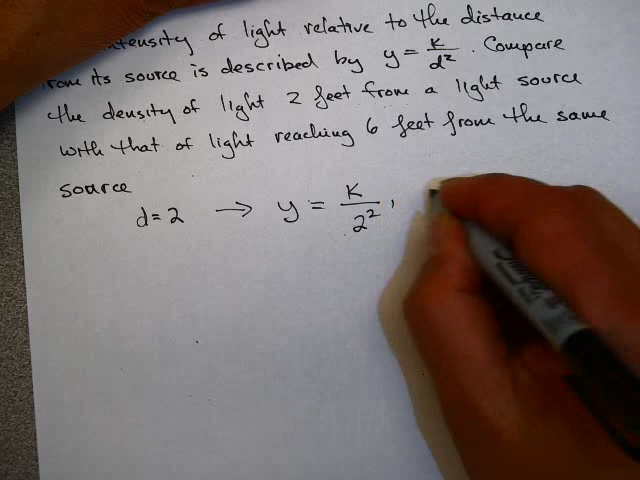 intensity of light relative to the distance
from its source is described by y = K/d². Compare
the density of light 2 feet from a light source
with that of light reaching 6 feet from the same
source
d=2 → y = K/2²